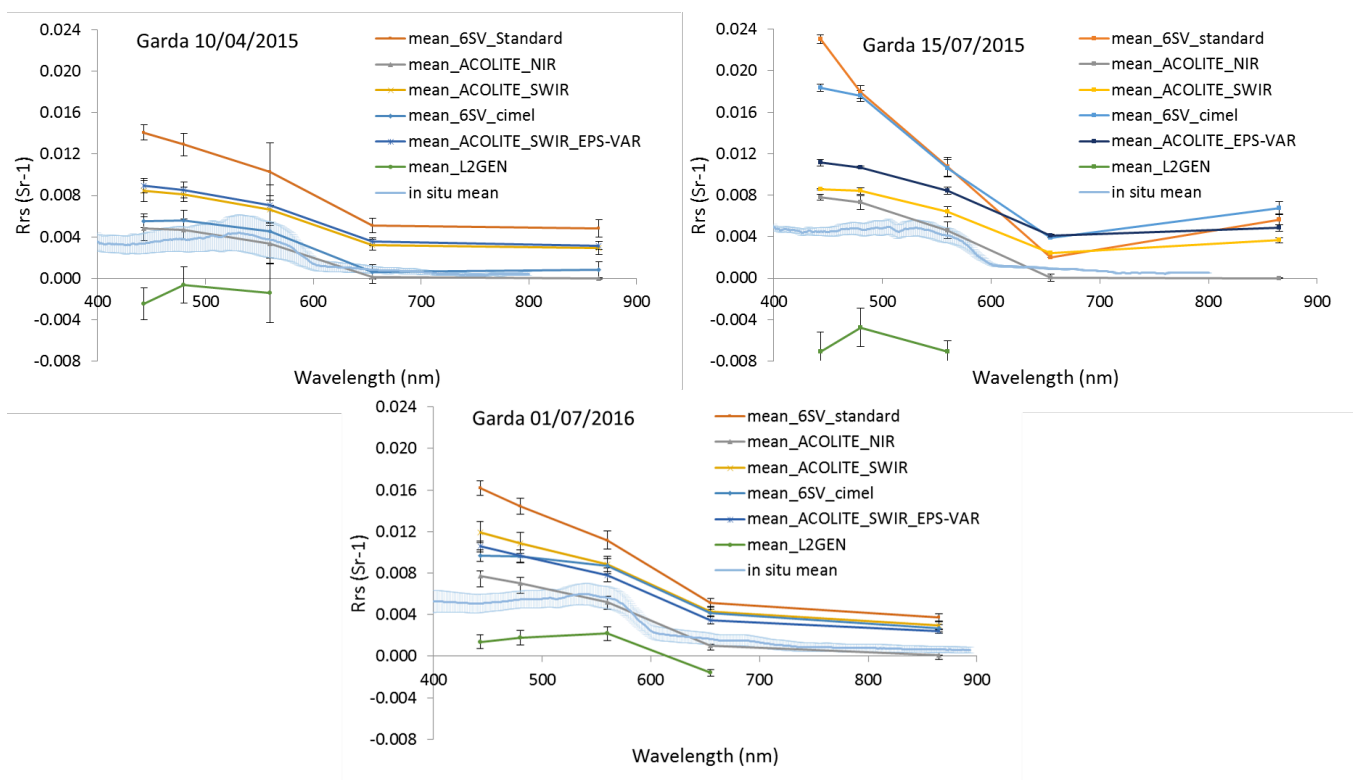 Garda 10/04/2015
mean_6SV_Standard
mean_ACOLITE_NIR
mean_ACOLITE_SWIR
mean_6SV_cimel
mean_ACOLITE_SWIR_EPS-VAR
mean_L2GEN
in situ mean
0.024
0.020
0.016
0.012
0.008
0.004
0.000
-0.004
-0.008
Rrs (Sr-1)
400 500 600 700 800 900
Wavelength (nm)
Garda 15/07/2015
mean_6SV_standard
mean_ACOLITE_NIR
mean_ACOLITE_SWIR
mean_6SV_cimel
mean_ACOLITE_EPS-VAR
mean_L2GEN
in situ mean
0.024
0.020
0.016
0.012
0.008
0.004
0.000
-0.004
-0.008
Rrs (Sr-1)
400 500 600 700 800 900
Wavelength (nm)
Garda 01/07/2016
mean_6SV_standard
mean_ACOLITE_NIR
mean_ACOLITE_SWIR
mean_6SV_cimel
mean_ACOLITE_SWIR_EPS-VAR
mean_L2GEN
in situ mean
0.024
0.020
0.016
0.012
0.008
0.004
0.000
-0.004
-0.008
Rrs (Sr-1)
400 500 600 700 800 900
Wavelength (nm)